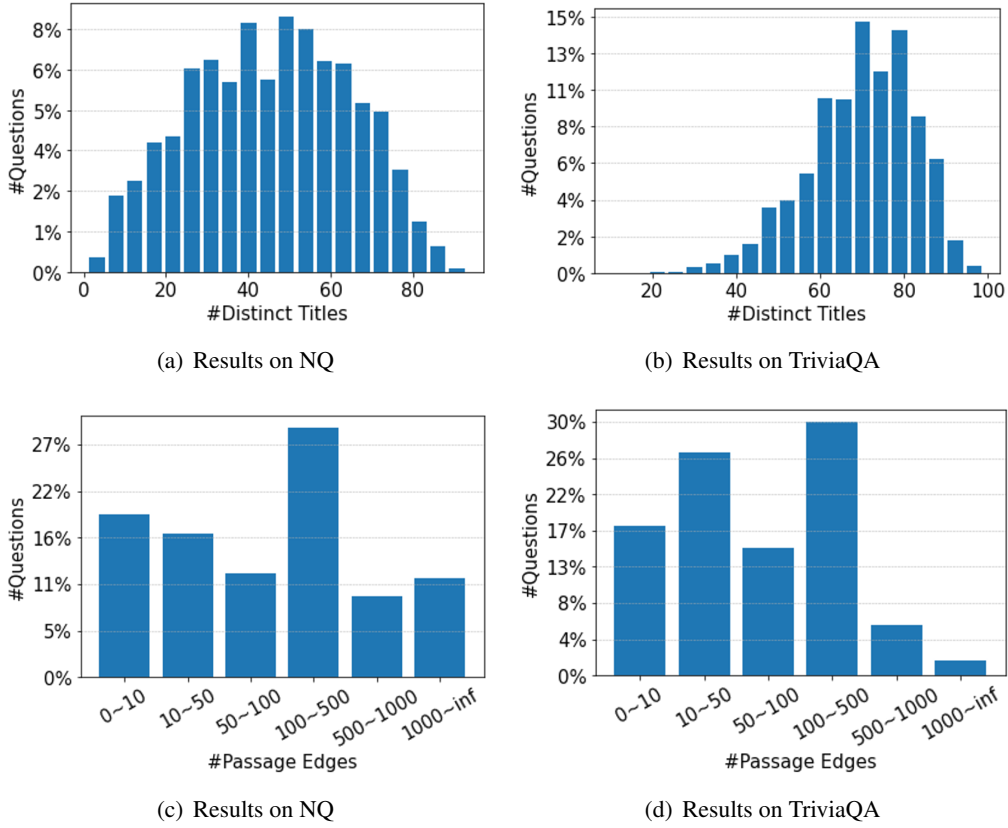 8%
6%
5%
4%
2%
1%
0%
#Questions
0 20 40 60 80
#Distinct Titles
(a) Results on NQ
15%
13%
11%
8%
6%
4%
2%
0%
#Questions
20 40 60 80 100
#Distinct Titles
(b) Results on TriviaQA
27%
22%
16%
11%
5%
0%
#Questions
0~10 10~50 50~100 100~500 500~1000 1000~inf
#Passage Edges
(c) Results on NQ
30%
26%
22%
17%
13%
8%
4%
0%
#Questions
0~10 10~50 50~100 100~500 500~1000 1000~inf
#Passage Edges
(d) Results on TriviaQA